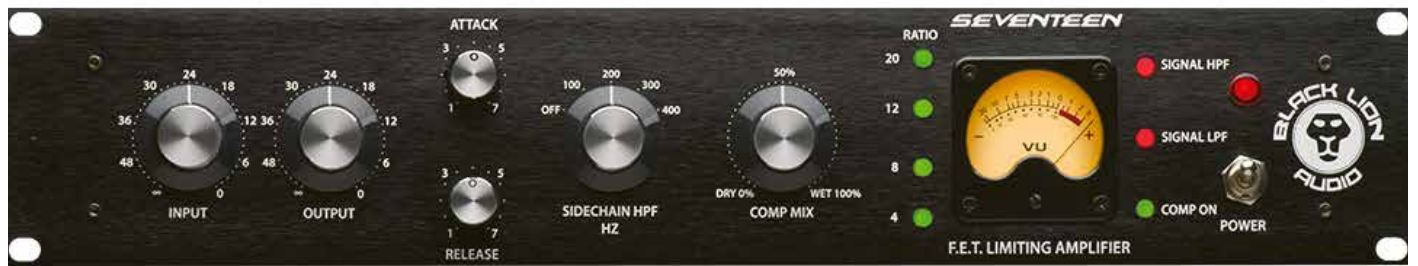 24
30 18
36 12
48 6
∞ 0
INPUT
24
30 18
36 12
48 6
∞ 0
OUTPUT
ATTACK
3 5
1 7
3 5
1 7
RELEASE
200
100 300
OFF 400
SIDECHAIN HPF
HZ
50%
DRY 0% WET 100%
COMP MIX
RATIO
20
12
8
4
SEVENTEEN
- +
VU
F.E.T. LIMITING AMPLIFIER
SIGNAL HPF
SIGNAL LPF
COMP ON
POWER
BLACK LION
AUDIO